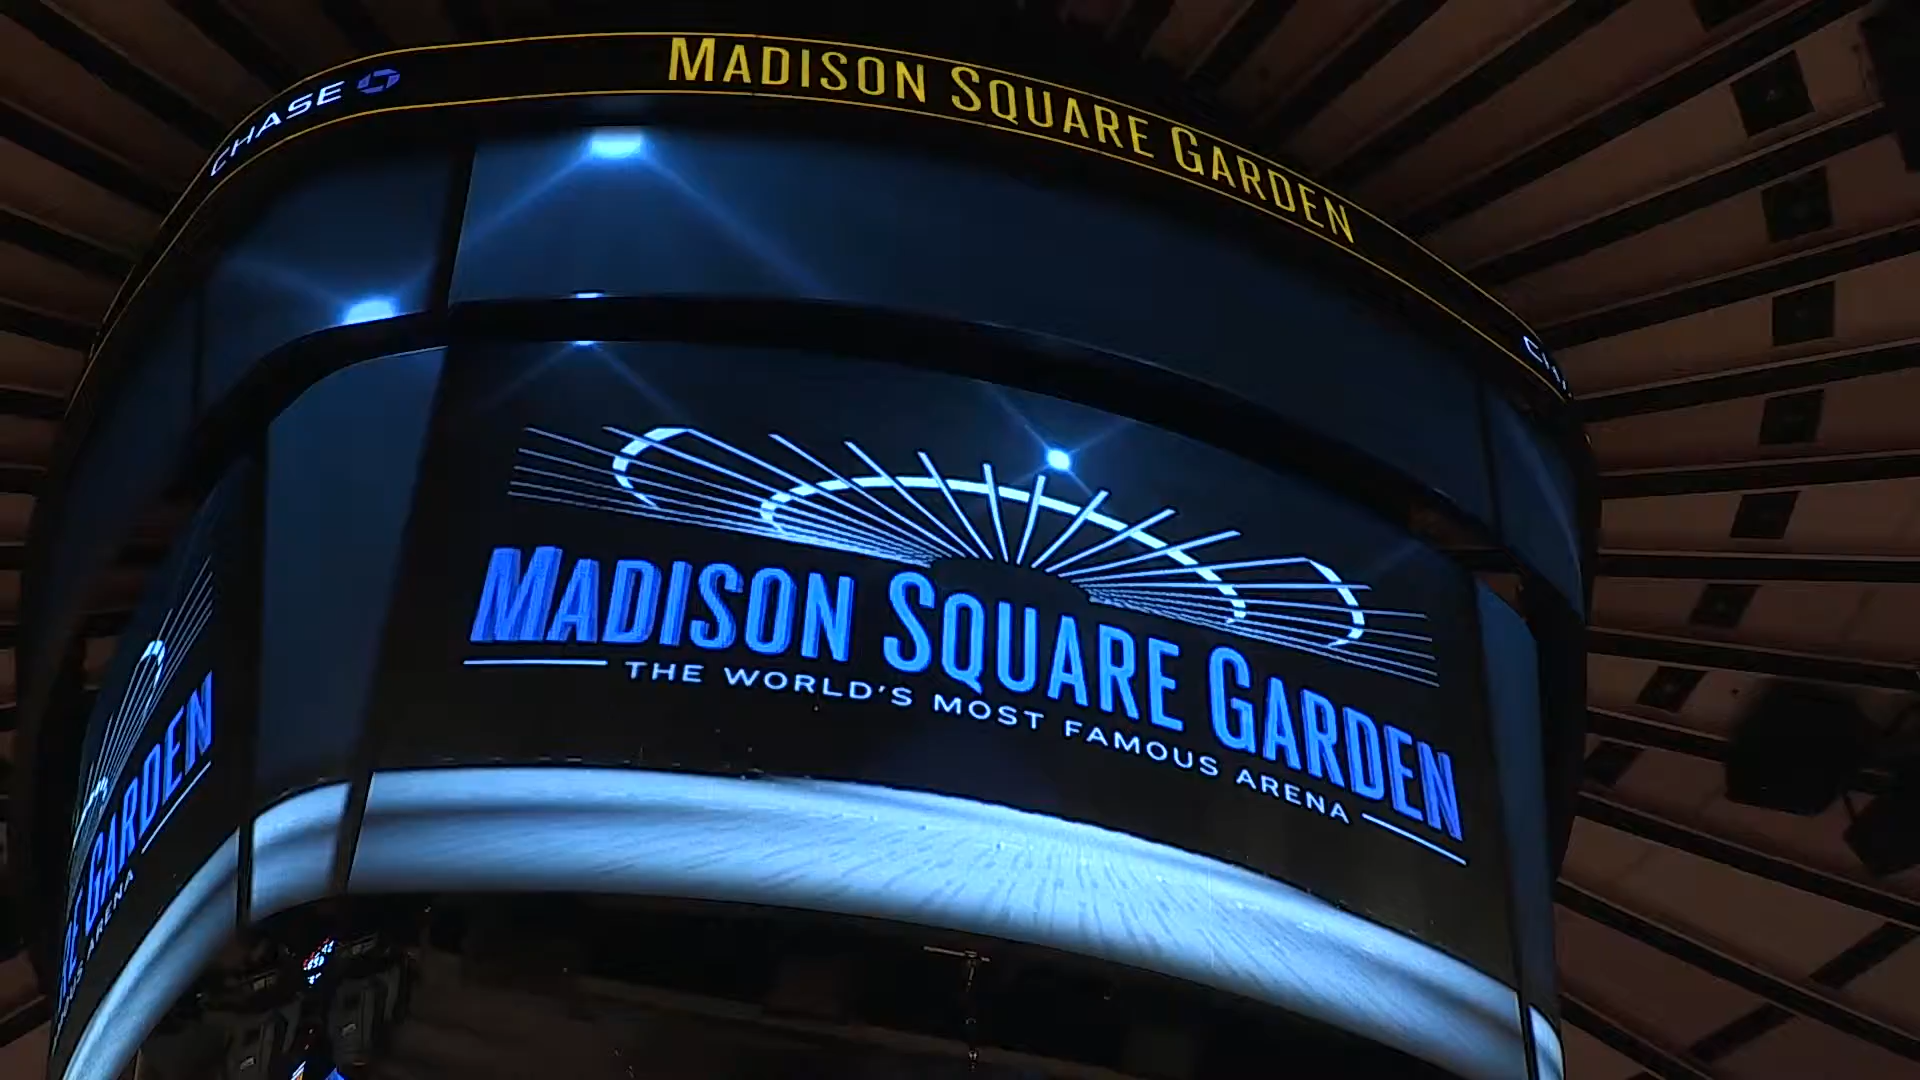 CHASE
MADISON SQUARE GARDEN
MADISON SQUARE GARDEN
THE WORLD'S MOST FAMOUS ARENA
GARDEN
ARENA